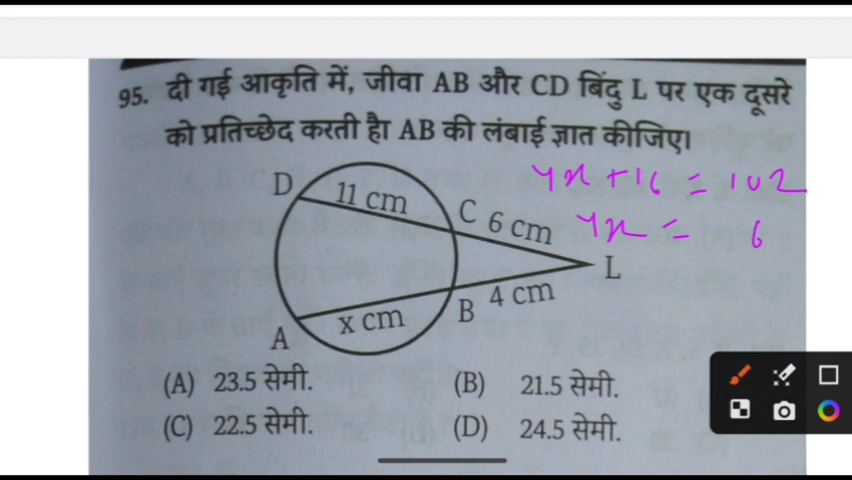 95. दी गई आकृति में, जीवा AB और CD बिंदु L पर एक दूसरे
को प्रतिच्छेद करती है। AB की लंबाई ज्ञात कीजिए।
4x + 16 = 102
4x = 6
D
11 cm
C
6 cm
L
4 cm
B
x cm
A
(A) 23.5 सेमी.
(B) 21.5 सेमी.
(C) 22.5 सेमी.
(D) 24.5 सेमी.